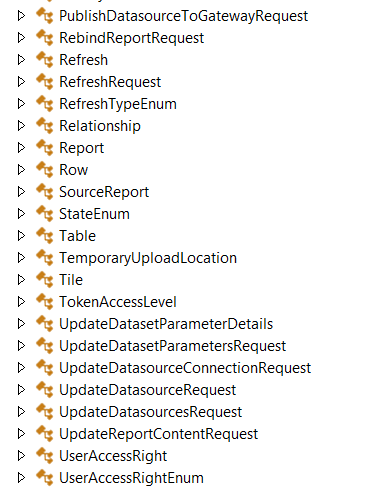 PublishDatasourceToGatewayRequest
RebindReportRequest
Refresh
RefreshRequest
RefreshTypeEnum
Relationship
Report
Row
SourceReport
StateEnum
Table
TemporaryUploadLocation
Tile
TokenAccessLevel
UpdateDatasetParameterDetails
UpdateDatasetParametersRequest
UpdateDatasourceConnectionRequest
UpdateDatasourceRequest
UpdateDatasourcesRequest
UpdateReportContentRequest
UserAccessRight
UserAccessRightEnum